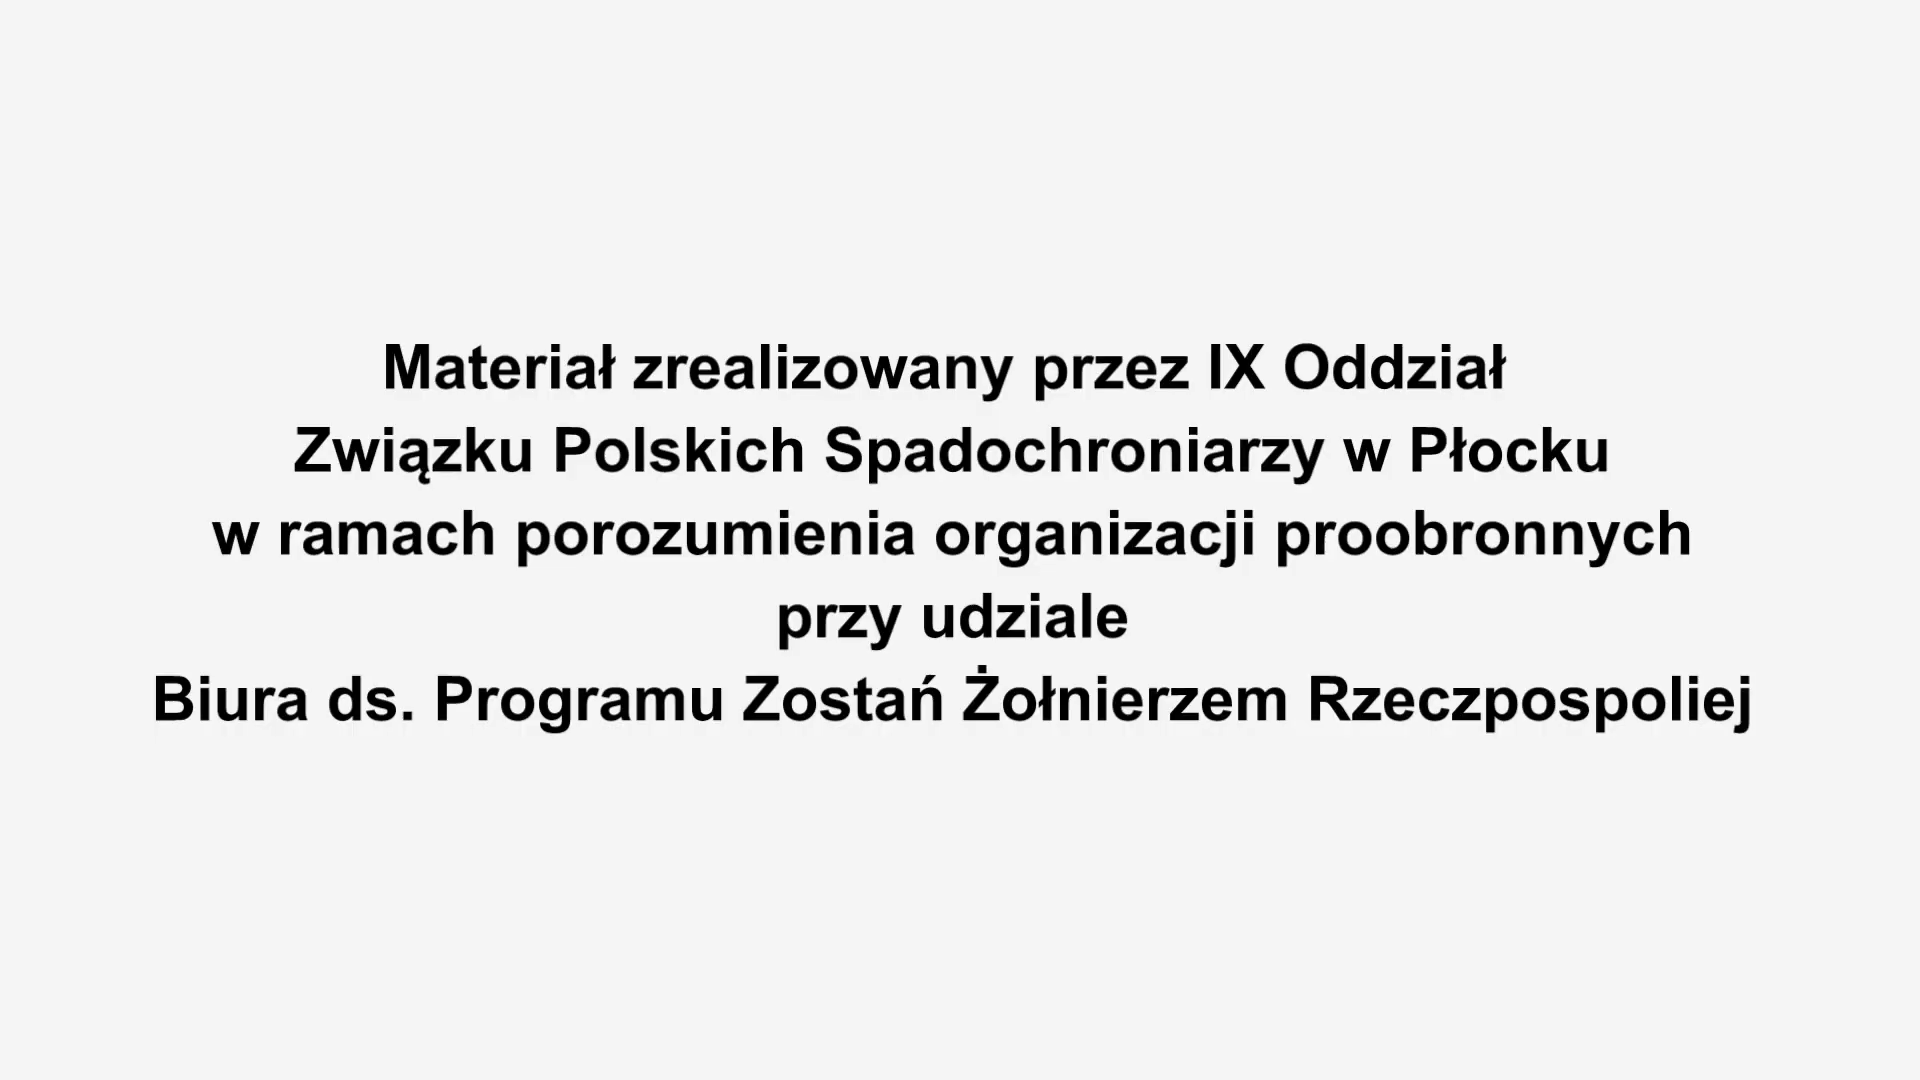 Materiał zrealizowany przez IX Oddział
Związku Polskich Spadochroniarzy w Płocku
w ramach porozumienia organizacji proobronnych
przy udziale
Biura ds. Programu Zostań Żołnierzem Rzeczpospoliej